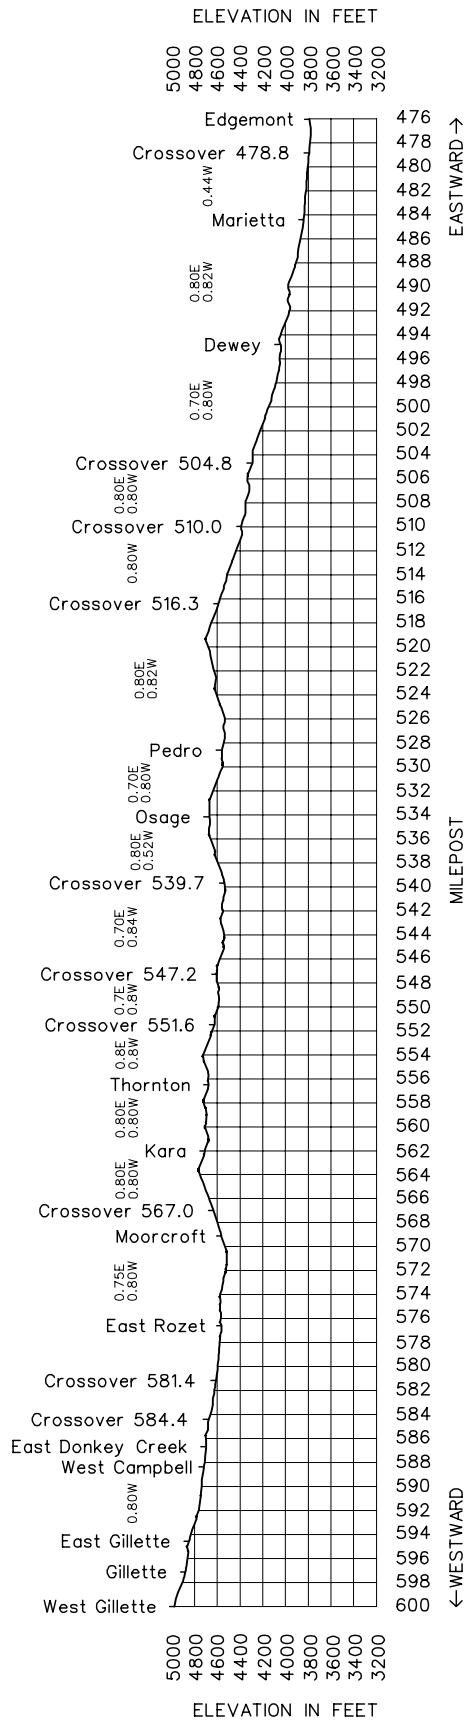 ELEVATION IN FEET
5000 4800 4600 4400 4200 4000 3800 3600 3400 3200
Edgemont 476
478
Crossover 478.8
480
0.44W
482
Marietta 484
486
488
0.80E
0.82W
490
492
494
Dewey
496
498
0.70E
0.80W
500
502
504
Crossover 504.8
506
0.80E
0.80W
508
Crossover 510.0 510
512
0.80W
514
516
Crossover 516.3
518
520
522
0.80E
0.82W
524
526
528
Pedro
530
0.70E
0.80W
532
534
Osage
536
0.80E
0.52W
538
Crossover 539.7 540
542
0.70E
0.84W
544
546
Crossover 547.2
548
0.7E
0.8W
550
Crossover 551.6
552
0.8E
0.8W
554
556
Thornton
558
0.80E
0.80W
560
Kara 562
564
0.80E
0.80W
566
Crossover 567.0
568
Moorcroft
570
572
0.75E
0.80W
574
576
East Rozet
578
580
Crossover 581.4
582
584
Crossover 584.4
586
East Donkey Creek
West Campbell 588
590
0.80W
592
594
East Gillette
596
Gillette
598
West Gillette 600
EASTWARD →
MILEPOST
←WESTWARD
5000 4800 4600 4400 4200 4000 3800 3600 3400 3200
ELEVATION IN FEET